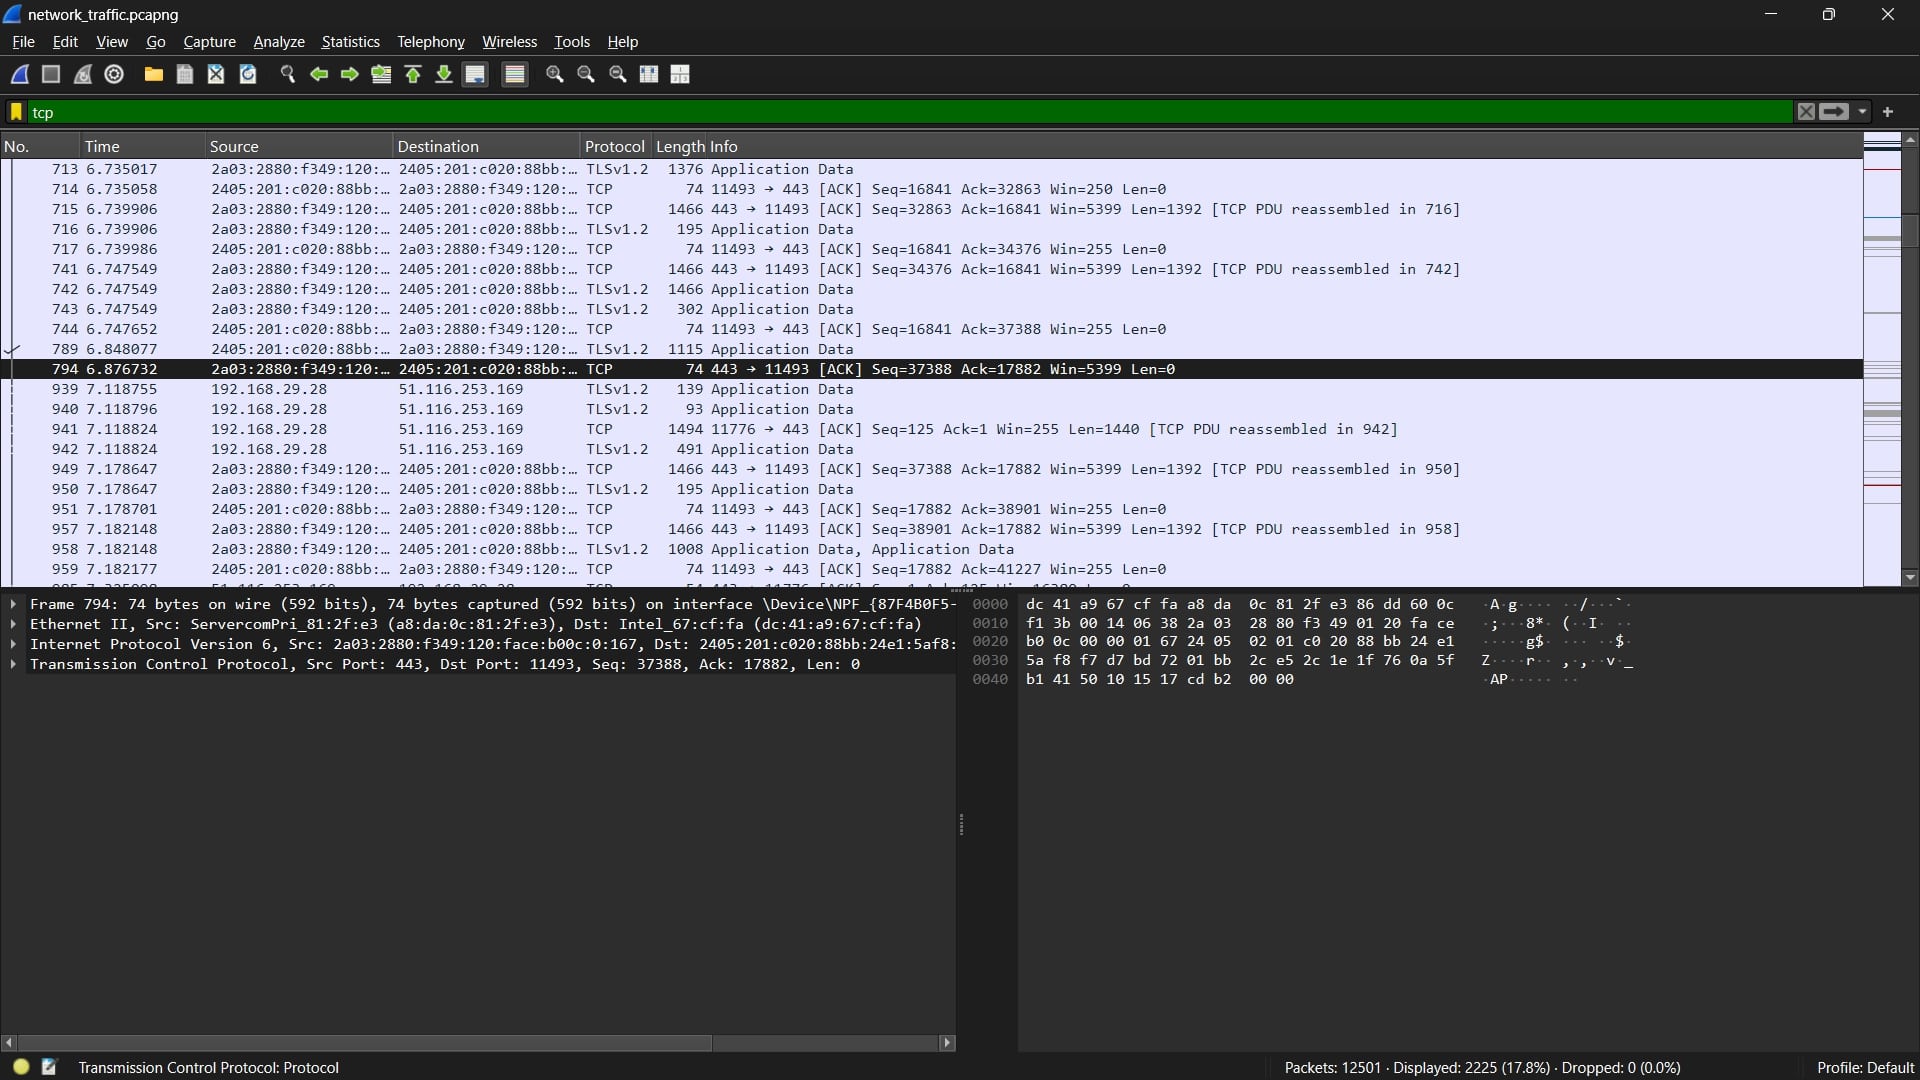 network_traffic.pcapng
File Edit View Go Capture Analyze Statistics Telephony Wireless Tools Help
tcp
No. Time Source Destination Protocol Length Info
713 6.735017 2a03:2880:f349:120:… 2405:201:c020:88bb:… TLSv1.2 1376 Application Data
714 6.735058 2405:201:c020:88bb:… 2a03:2880:f349:120:… TCP 74 11493 → 443 [ACK] Seq=16841 Ack=32863 Win=250 Len=0
715 6.739906 2a03:2880:f349:120:… 2405:201:c020:88bb:… TCP 1466 443 → 11493 [ACK] Seq=32863 Ack=16841 Win=5399 Len=1392 [TCP PDU reassembled in 716]
716 6.739906 2a03:2880:f349:120:… 2405:201:c020:88bb:… TLSv1.2 195 Application Data
717 6.739986 2405:201:c020:88bb:… 2a03:2880:f349:120:… TCP 74 11493 → 443 [ACK] Seq=16841 Ack=34376 Win=255 Len=0
741 6.747549 2a03:2880:f349:120:… 2405:201:c020:88bb:… TCP 1466 443 → 11493 [ACK] Seq=34376 Ack=16841 Win=5399 Len=1392 [TCP PDU reassembled in 742]
742 6.747549 2a03:2880:f349:120:… 2405:201:c020:88bb:… TLSv1.2 1466 Application Data
743 6.747549 2a03:2880:f349:120:… 2405:201:c020:88bb:… TLSv1.2 302 Application Data
744 6.747652 2405:201:c020:88bb:… 2a03:2880:f349:120:… TCP 74 11493 → 443 [ACK] Seq=16841 Ack=37388 Win=255 Len=0
789 6.848077 2405:201:c020:88bb:… 2a03:2880:f349:120:… TLSv1.2 1115 Application Data
794 6.876732 2a03:2880:f349:120:… 2405:201:c020:88bb:… TCP 74 443 → 11493 [ACK] Seq=37388 Ack=17882 Win=5399 Len=0
939 7.118755 192.168.29.28 51.116.253.169 TLSv1.2 139 Application Data
940 7.118796 192.168.29.28 51.116.253.169 TLSv1.2 93 Application Data
941 7.118824 192.168.29.28 51.116.253.169 TCP 1494 11776 → 443 [ACK] Seq=125 Ack=1 Win=255 Len=1440 [TCP PDU reassembled in 942]
942 7.118824 192.168.29.28 51.116.253.169 TLSv1.2 491 Application Data
949 7.178647 2a03:2880:f349:120:… 2405:201:c020:88bb:… TCP 1466 443 → 11493 [ACK] Seq=37388 Ack=17882 Win=5399 Len=1392 [TCP PDU reassembled in 950]
950 7.178647 2a03:2880:f349:120:… 2405:201:c020:88bb:… TLSv1.2 195 Application Data
951 7.178701 2405:201:c020:88bb:… 2a03:2880:f349:120:… TCP 74 11493 → 443 [ACK] Seq=17882 Ack=38901 Win=255 Len=0
957 7.182148 2a03:2880:f349:120:… 2405:201:c020:88bb:… TCP 1466 443 → 11493 [ACK] Seq=38901 Ack=17882 Win=5399 Len=1392 [TCP PDU reassembled in 958]
958 7.182148 2a03:2880:f349:120:… 2405:201:c020:88bb:… TLSv1.2 1008 Application Data, Application Data
959 7.182177 2405:201:c020:88bb:… 2a03:2880:f349:120:… TCP 74 11493 → 443 [ACK] Seq=17882 Ack=41227 Win=255 Len=0
Frame 794: 74 bytes on wire (592 bits), 74 bytes captured (592 bits) on interface \Device\NPF_{87F4B0F5-
Ethernet II, Src: ServercomPri_81:2f:e3 (a8:da:0c:81:2f:e3), Dst: Intel_67:cf:fa (dc:41:a9:67:cf:fa)
Internet Protocol Version 6, Src: 2a03:2880:f349:120:face:b00c:0:167, Dst: 2405:201:c020:88bb:24e1:5af8:
Transmission Control Protocol, Src Port: 443, Dst Port: 11493, Seq: 37388, Ack: 17882, Len: 0
0000 dc 41 a9 67 cf fa a8 da 0c 81 2f e3 86 dd 60 0c ·A·g···· ··/···`·
0010 f1 3b 00 14 06 38 2a 03 28 80 f3 49 01 20 fa ce ·;···8*· (··I· ··
0020 b0 0c 00 00 01 67 24 05 02 01 c0 20 88 bb 24 e1 ·····g$· ··· ··$·
0030 5a f8 f7 d7 bd 72 01 bb 2c e5 2c 1e 1f 76 0a 5f Z····r·· ,·,··v·_
0040 b1 41 50 10 15 17 cd b2 00 00 ·AP····· ··
Transmission Control Protocol: Protocol
Packets: 12501 · Displayed: 2225 (17.8%) · Dropped: 0 (0.0%)
Profile: Default